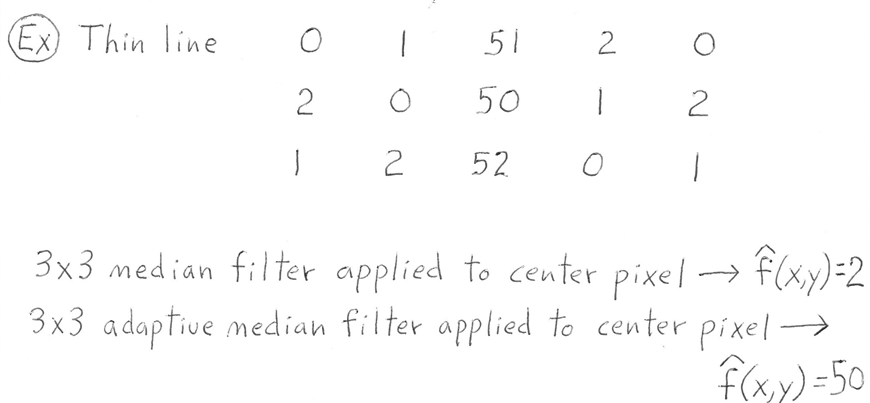 Ex Thin line 0 1 51 2 0
2 0 50 1 2
1 2 52 0 1
3x3 median filter applied to center pixel → f̂(x,y)=2
3x3 adaptive median filter applied to center pixel →
f̂(x,y)=50